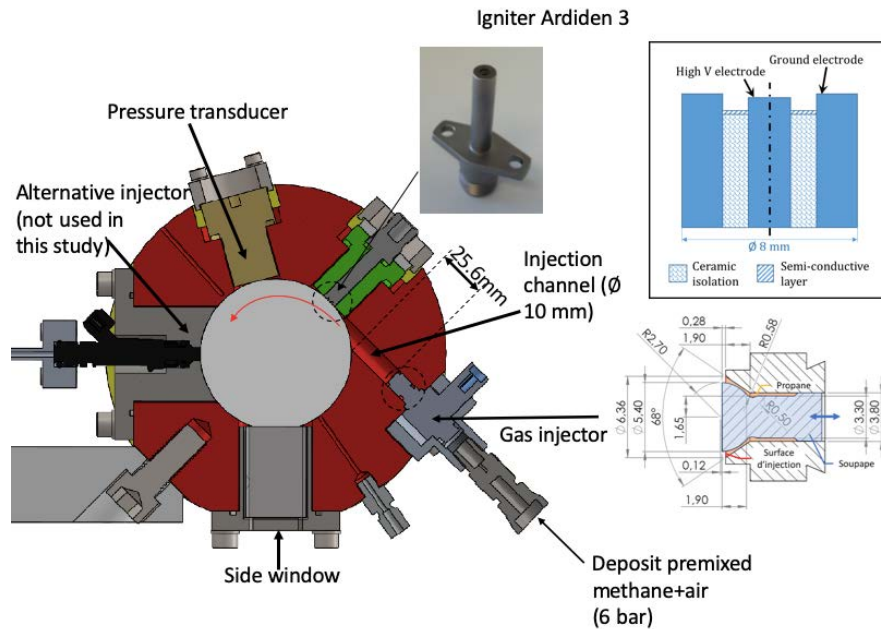 Igniter Ardiden 3
Pressure transducer
Alternative injector
(not used in
this study)
25.6mm
Injection channel (Ø
10 mm)
Gas injector
Side window
Deposit premixed
methane+air
(6 bar)
Ground electrode
High V electrode
Ø 8 mm
Ceramic
isolation
Semi-conductive
layer
0,28
1,90
R0,58
R2,70
Propane
R0,50
Ø 6,36
Ø 5,40
68°
1,65
Ø 3,30
Ø 3,80
0,12
Surface
d'injection
Soupape
1,90